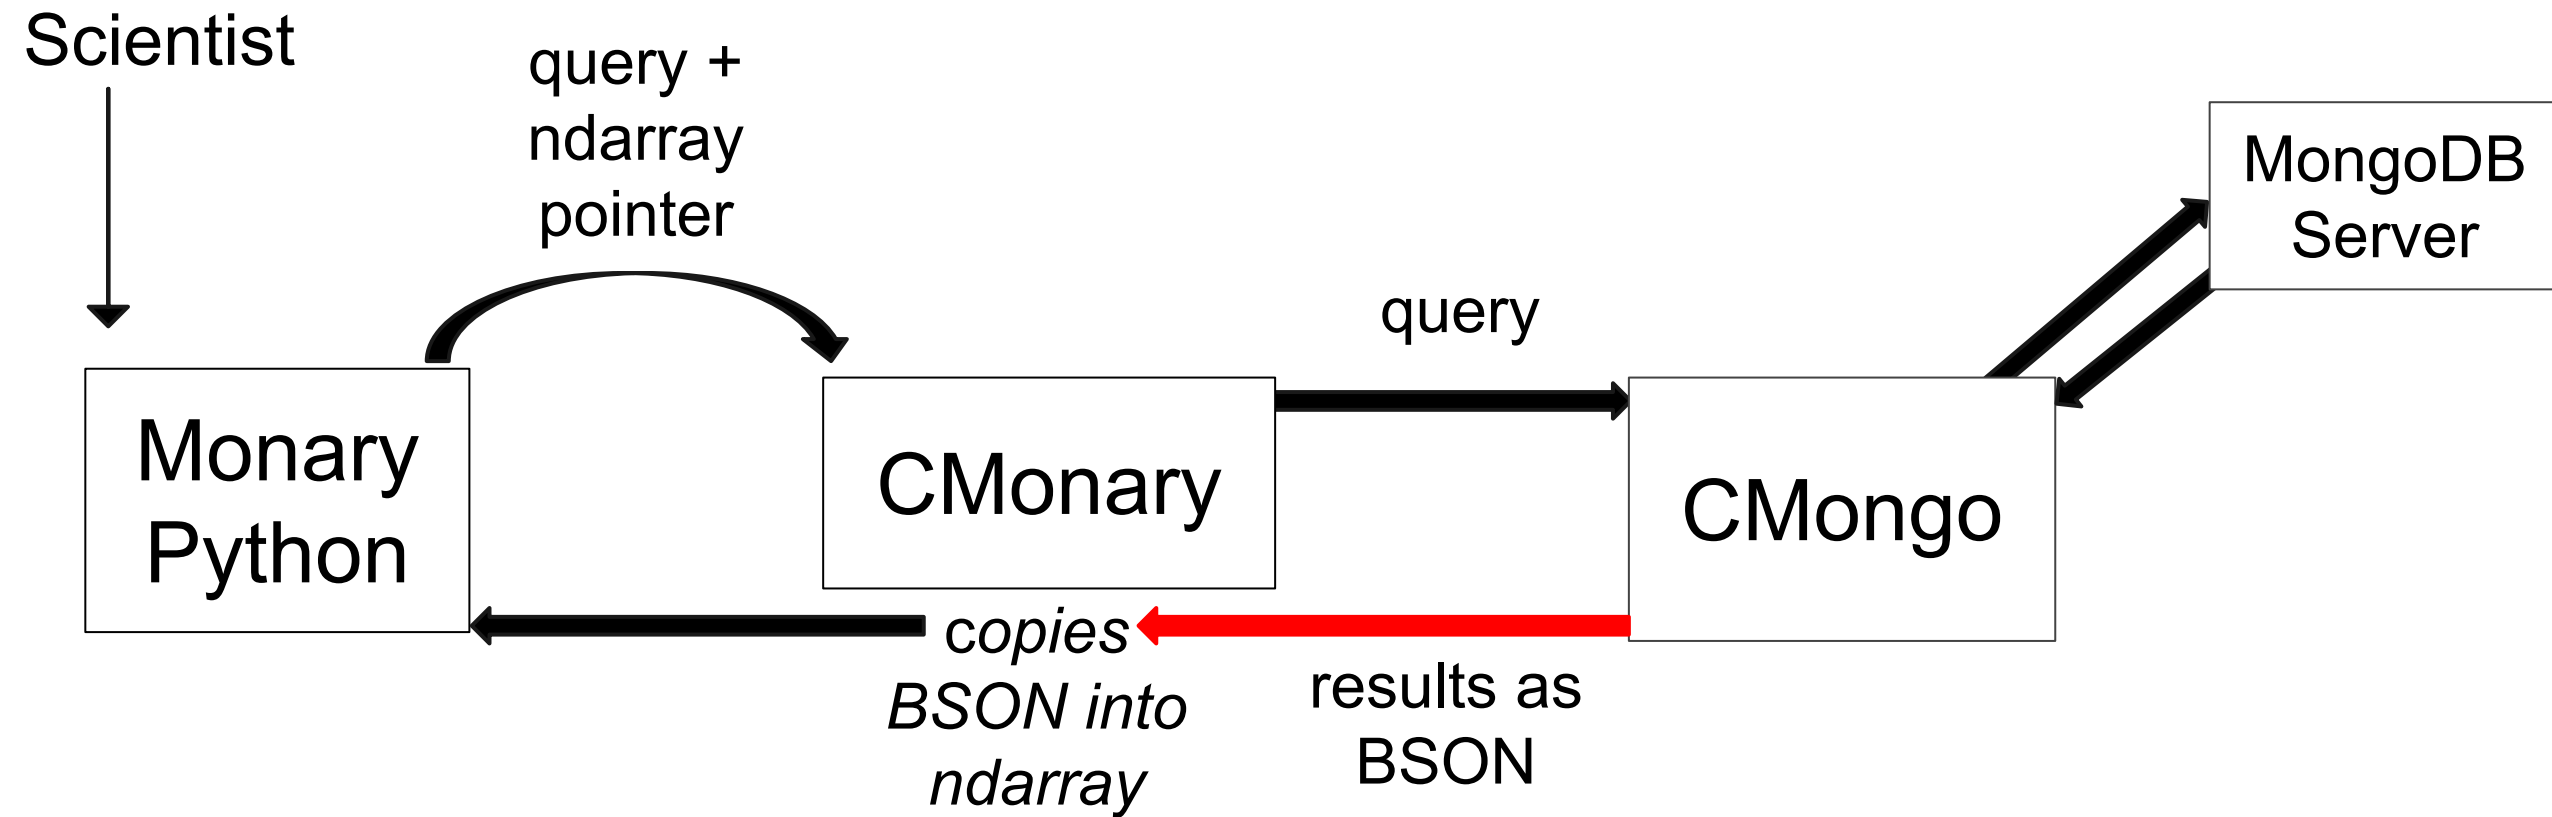 Scientist
query +
ndarray
pointer
MongoDB
Server
query
Monary
Python
CMonary
CMongo
copies
BSON into
ndarray
results as
BSON